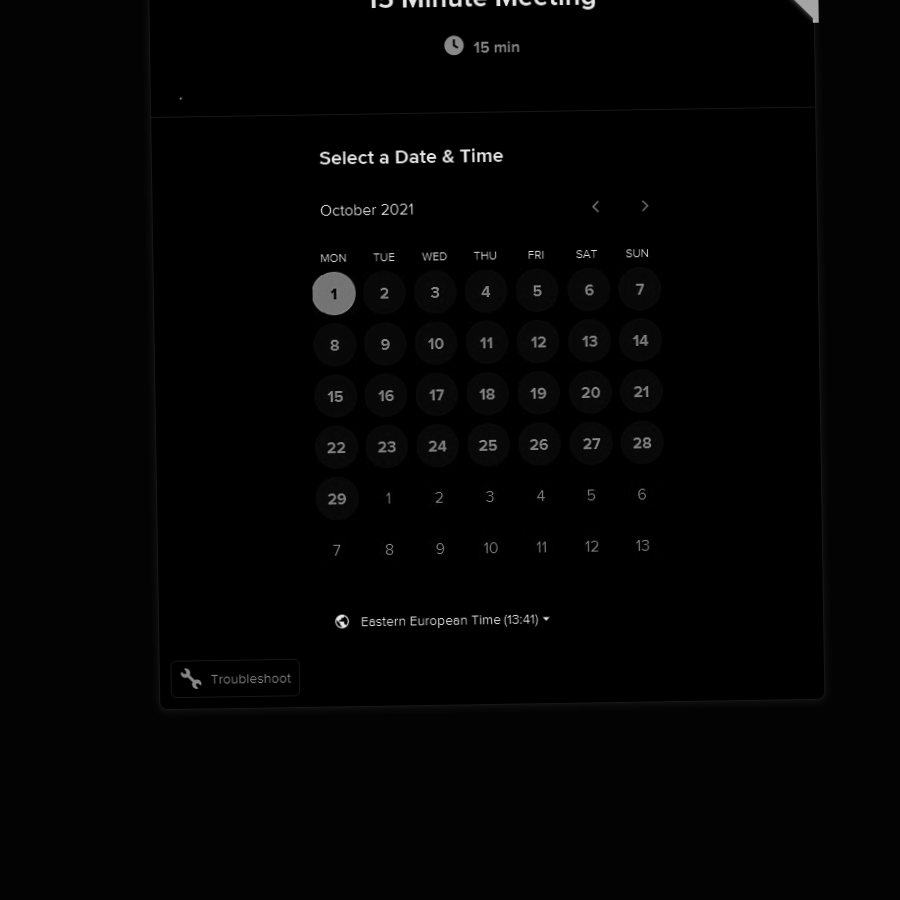 15 Minute Meeting
15 min
Select a Date & Time
October 2021
MON TUE WED THU FRI SAT SUN
1 2 3 4 5 6 7
8 9 10 11 12 13 14
15 16 17 18 19 20 21
22 23 24 25 26 27 28
29 1 2 3 4 5 6
7 8 9 10 11 12 13
Eastern European Time (13:41)
Troubleshoot